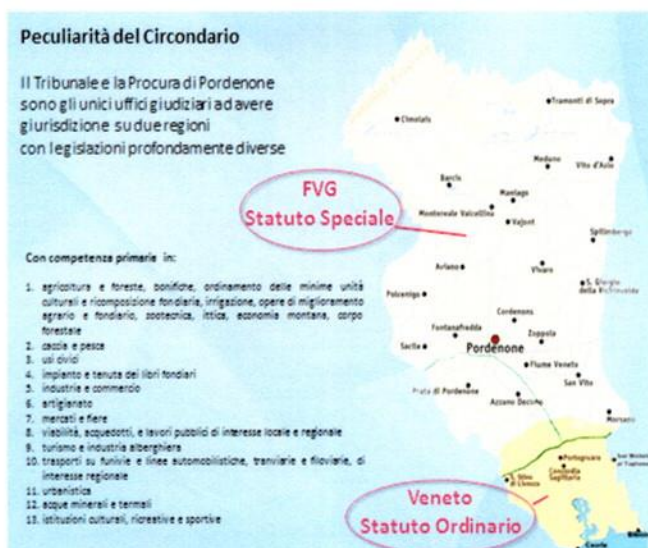 Peculiarità del Circondario
Il Tribunale e la Procura di Pordenone
sono gli unici uffici giudiziari ad avere
giurisdizione su due regioni
con legislazioni profondamente diverse
FVG
Statuto Speciale
Con competenza primaria in:
1. agricoltura e foreste, bonifiche, ordinamento delle minime unità
culturali e ricomposizione fondiaria, irrigazione, opere di miglioramento
agrario e fondiario, zootecnica, ittica, economia montana, corpo
forestale
2. caccia e pesca
3. usi civici
4. impianto e tenuta dei libri fondiari
5. industria e commercio
6. artigianato
7. mercati e fiere
8. viabilità, acquedotti, e lavori pubblici di interesse locale e regionale
9. turismo e industria alberghiera
10. trasporti su funivie e linee automobilistiche, tranviarie e filoviarie, di
interesse regionale
11. urbanistica
12. acque minerali e termali
13. istituzioni culturali, ricreative e sportive
Tramonti di Sopra
Cimolais
Meduno
Vito d'Asio
Barcis
Maniago
Montereale Valcellina
Vajont
Spilimbergo
Aviano
Vivaro
S. Giorgio
della Richinvelda
Polcenigo
Cordenons
Fontanafredda
Zoppola
Sacile
Pordenone
Fiume Veneto
San Vito
Prata di Pordenone
Azzano Decimo
Morsano
Portogruaro
Concordia
Sagittaria
S. Stino
di Livenza
Caorle
Veneto
Statuto Ordinario